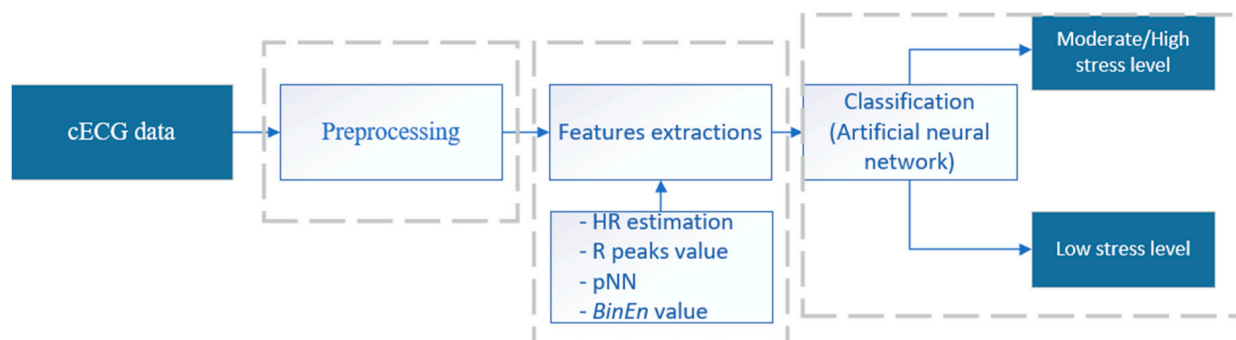 cECG data
Preprocessing
Features extractions
- HR estimation
- R peaks value
- pNN
- BinEn value
Classification
(Artificial neural
network)
Moderate/High
stress level
Low stress level